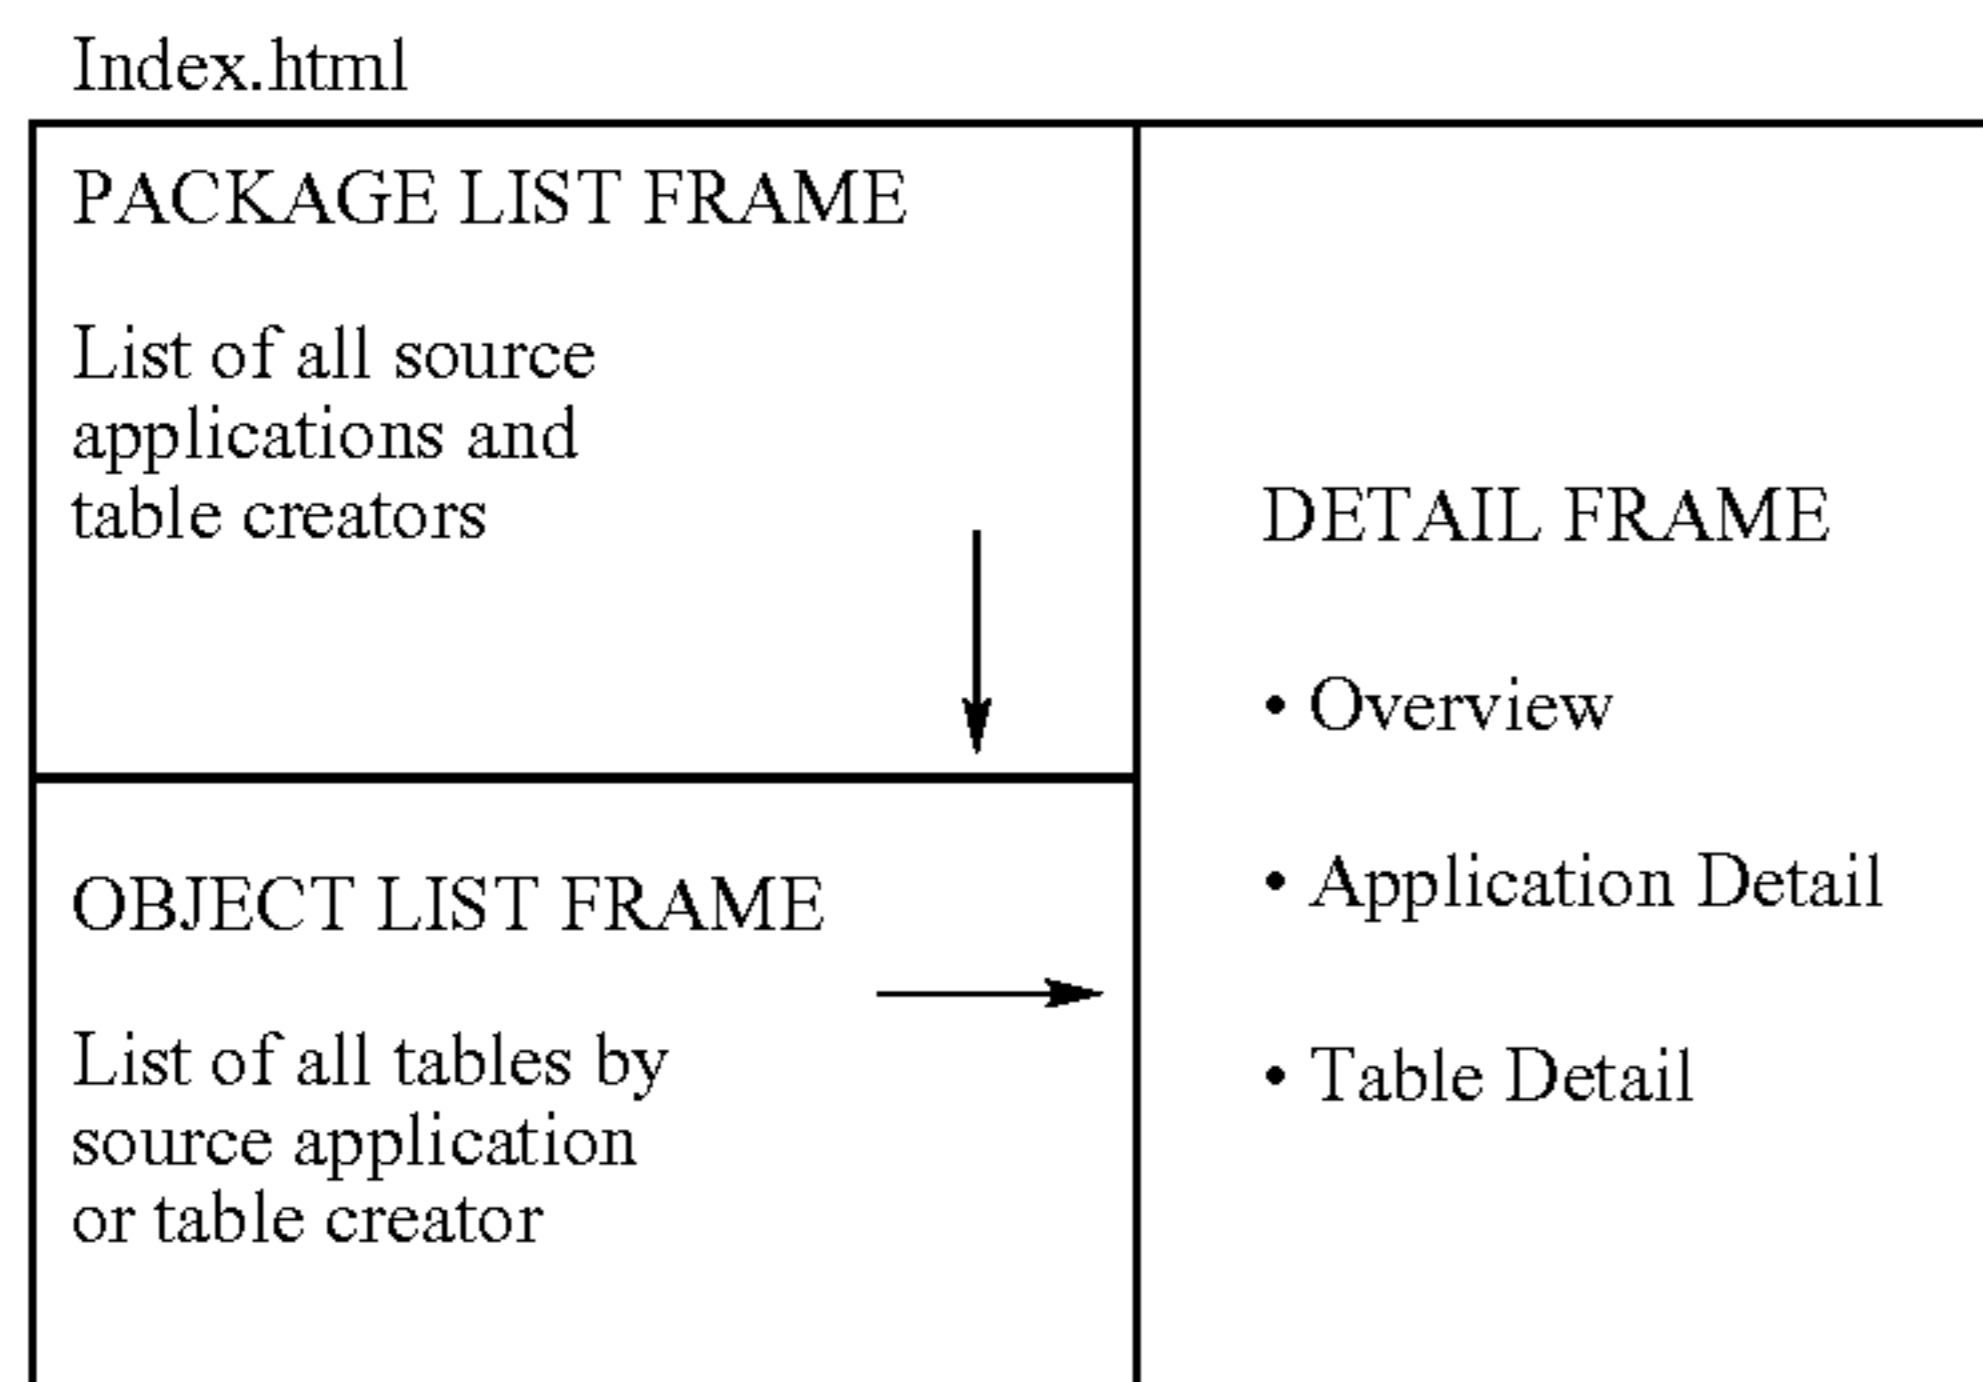 Index.html
PACKAGE LIST FRAME
List of all source
applications and
table creators
OBJECT LIST FRAME
List of all tables by
source application
or table creator
DETAIL FRAME
• Overview
• Application Detail
• Table Detail